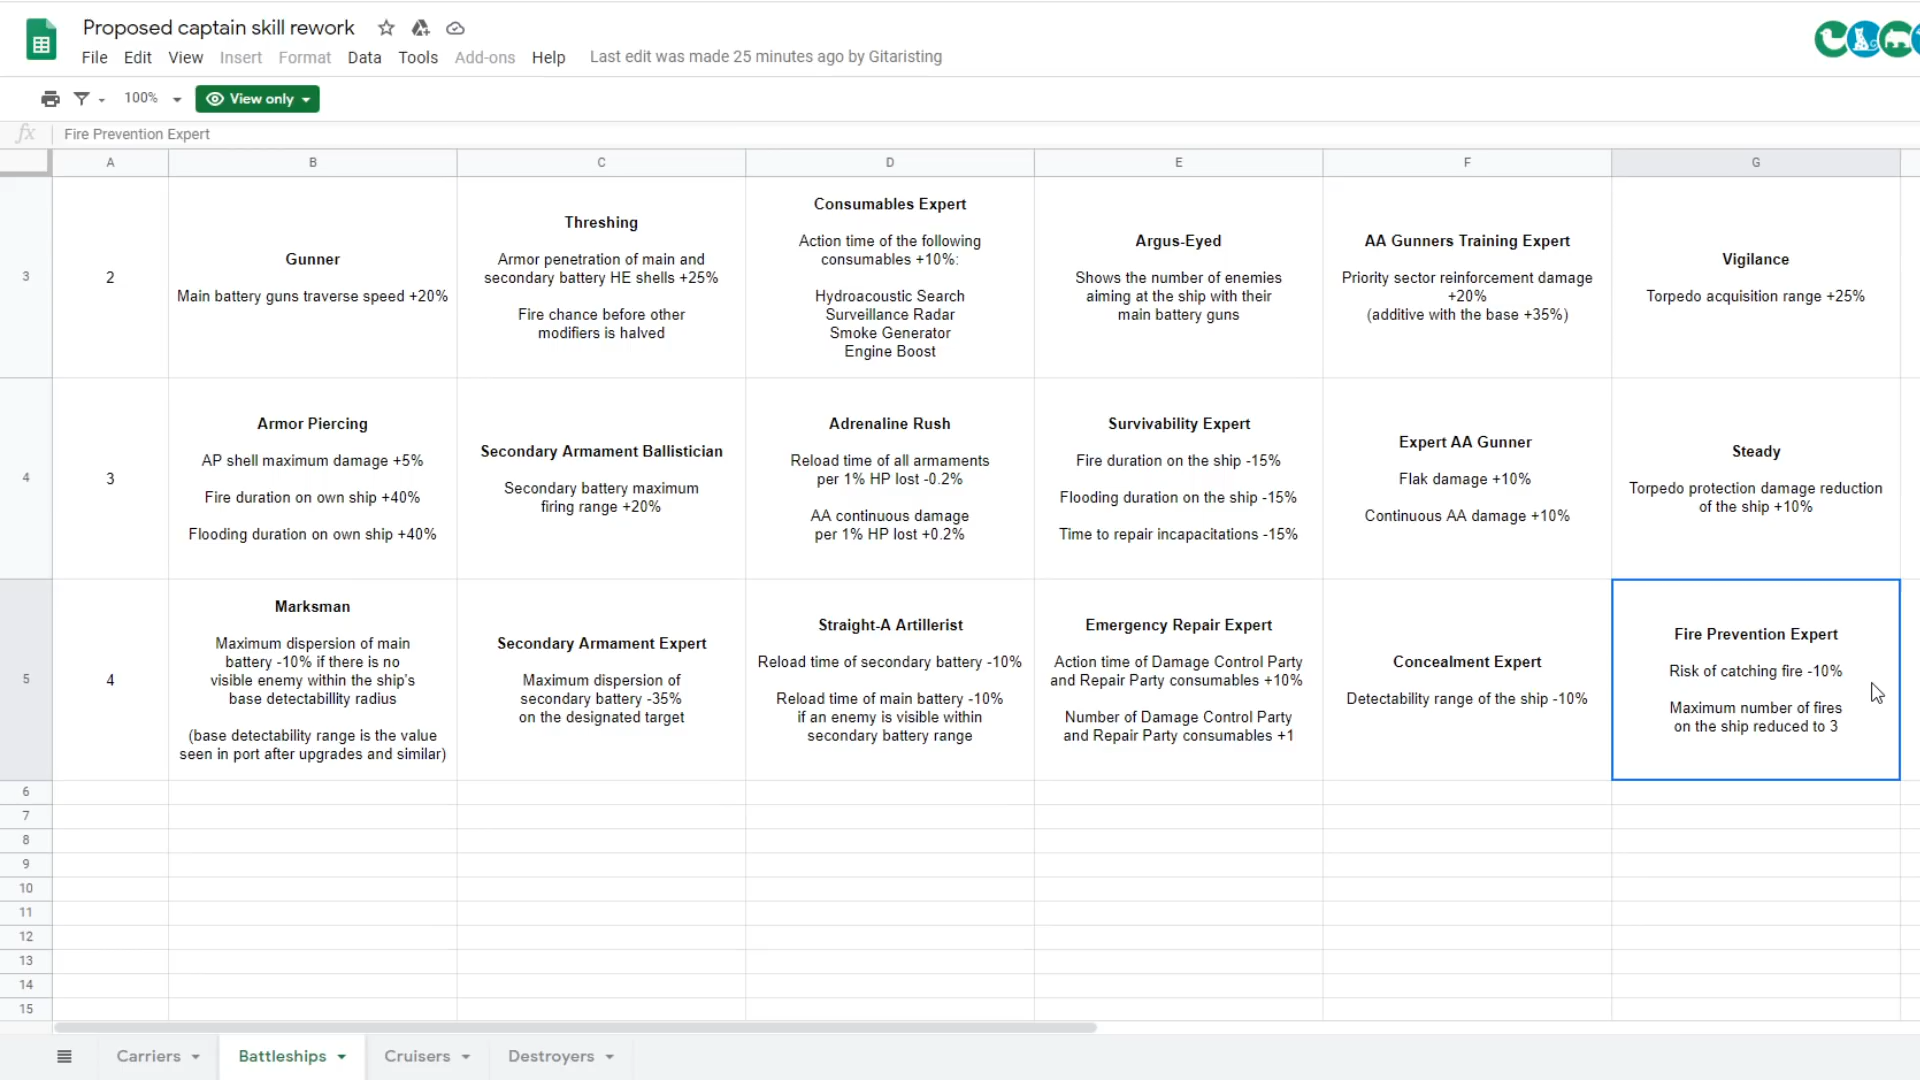 Proposed captain skill rework
File Edit View Insert Format Data Tools Add-ons Help Last edit was made 25 minutes ago by Gitaristing
100% View only
fx Fire Prevention Expert
A B C D E F G
3
2
Gunner
Main battery guns traverse speed +20%
Threshing
Armor penetration of main and
secondary battery HE shells +25%
Fire chance before other
modifiers is halved
Consumables Expert
Action time of the following
consumables +10%:
Hydroacoustic Search
Surveillance Radar
Smoke Generator
Engine Boost
Argus-Eyed
Shows the number of enemies
aiming at the ship with their
main battery guns
AA Gunners Training Expert
Priority sector reinforcement damage
+20%
(additive with the base +35%)
Vigilance
Torpedo acquisition range +25%
4
3
Armor Piercing
AP shell maximum damage +5%
Fire duration on own ship +40%
Flooding duration on own ship +40%
Secondary Armament Ballistician
Secondary battery maximum
firing range +20%
Adrenaline Rush
Reload time of all armaments
per 1% HP lost -0.2%
AA continuous damage
per 1% HP lost +0.2%
Survivability Expert
Fire duration on the ship -15%
Flooding duration on the ship -15%
Time to repair incapacitations -15%
Expert AA Gunner
Flak damage +10%
Continuous AA damage +10%
Steady
Torpedo protection damage reduction
of the ship +10%
5
4
Marksman
Maximum dispersion of main
battery -10% if there is no
visible enemy within the ship's
base detectabillity radius
(base detectability range is the value
seen in port after upgrades and similar)
Secondary Armament Expert
Maximum dispersion of
secondary battery -35%
on the designated target
Straight-A Artillerist
Reload time of secondary battery -10%
Reload time of main battery -10%
if an enemy is visible within
secondary battery range
Emergency Repair Expert
Action time of Damage Control Party
and Repair Party consumables +10%
Number of Damage Control Party
and Repair Party consumables +1
Concealment Expert
Detectability range of the ship -10%
Fire Prevention Expert
Risk of catching fire -10%
Maximum number of fires
on the ship reduced to 3
6
7
8
9
10
11
12
13
14
15
Carriers Battleships Cruisers Destroyers